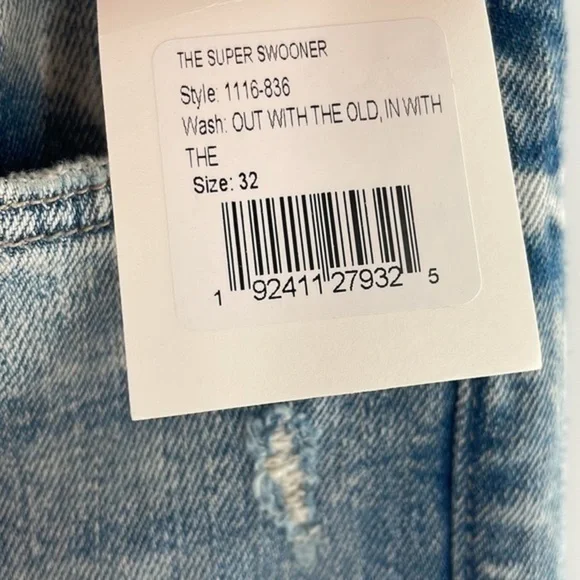 THE SUPER SWOONER
Style: 1116-836
Wash: OUT WITH THE OLD, IN WITH
THE
Size: 32
1 92411 27932 5